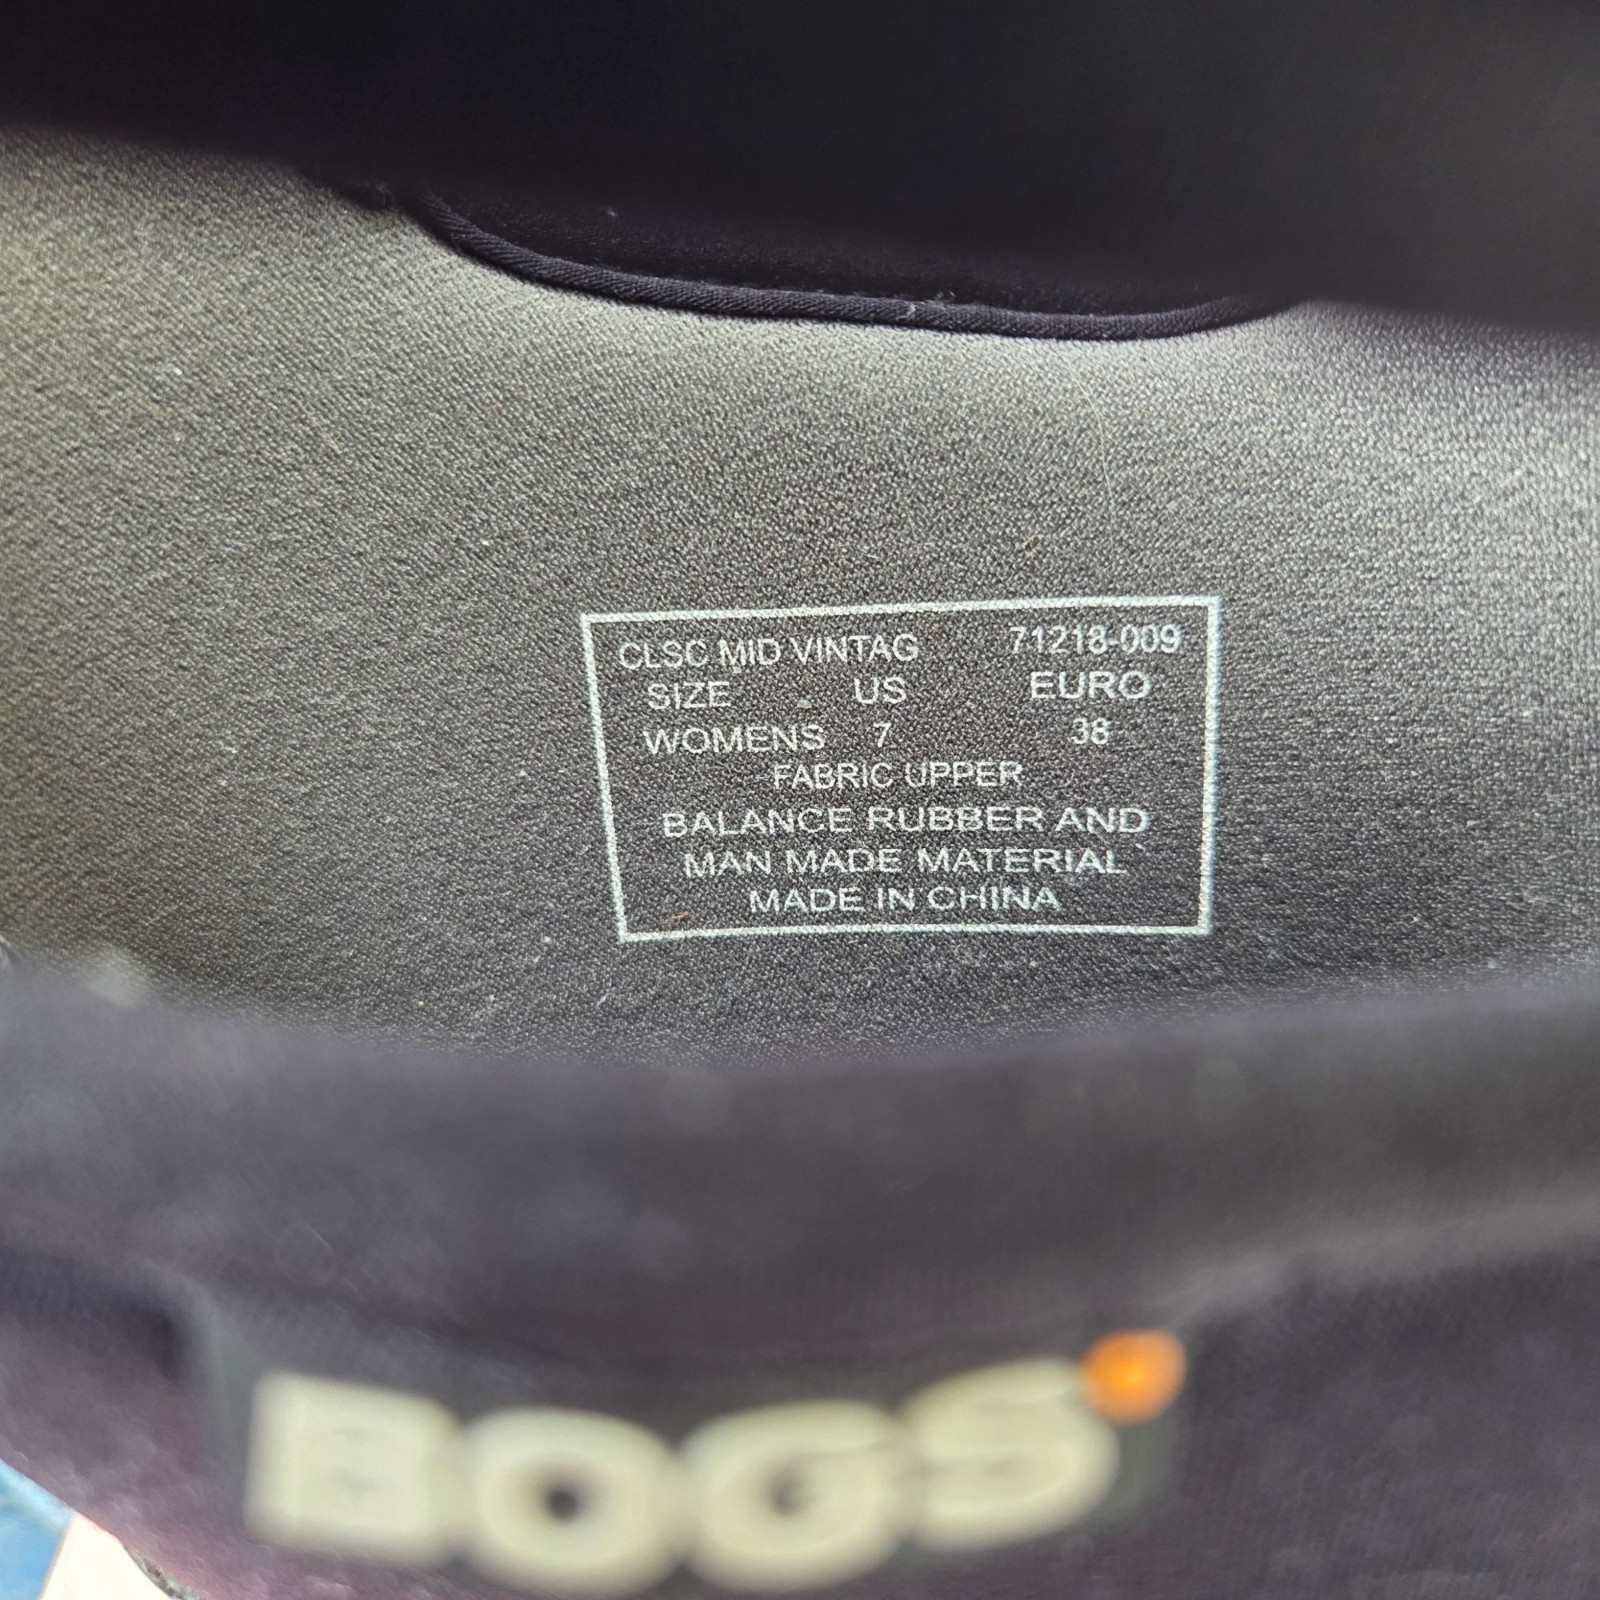 CLSC MID VINTAG 71218-009
SIZE US EURO
WOMENS 7 38
FABRIC UPPER
BALANCE RUBBER AND
MAN MADE MATERIAL
MADE IN CHINA
BOGS